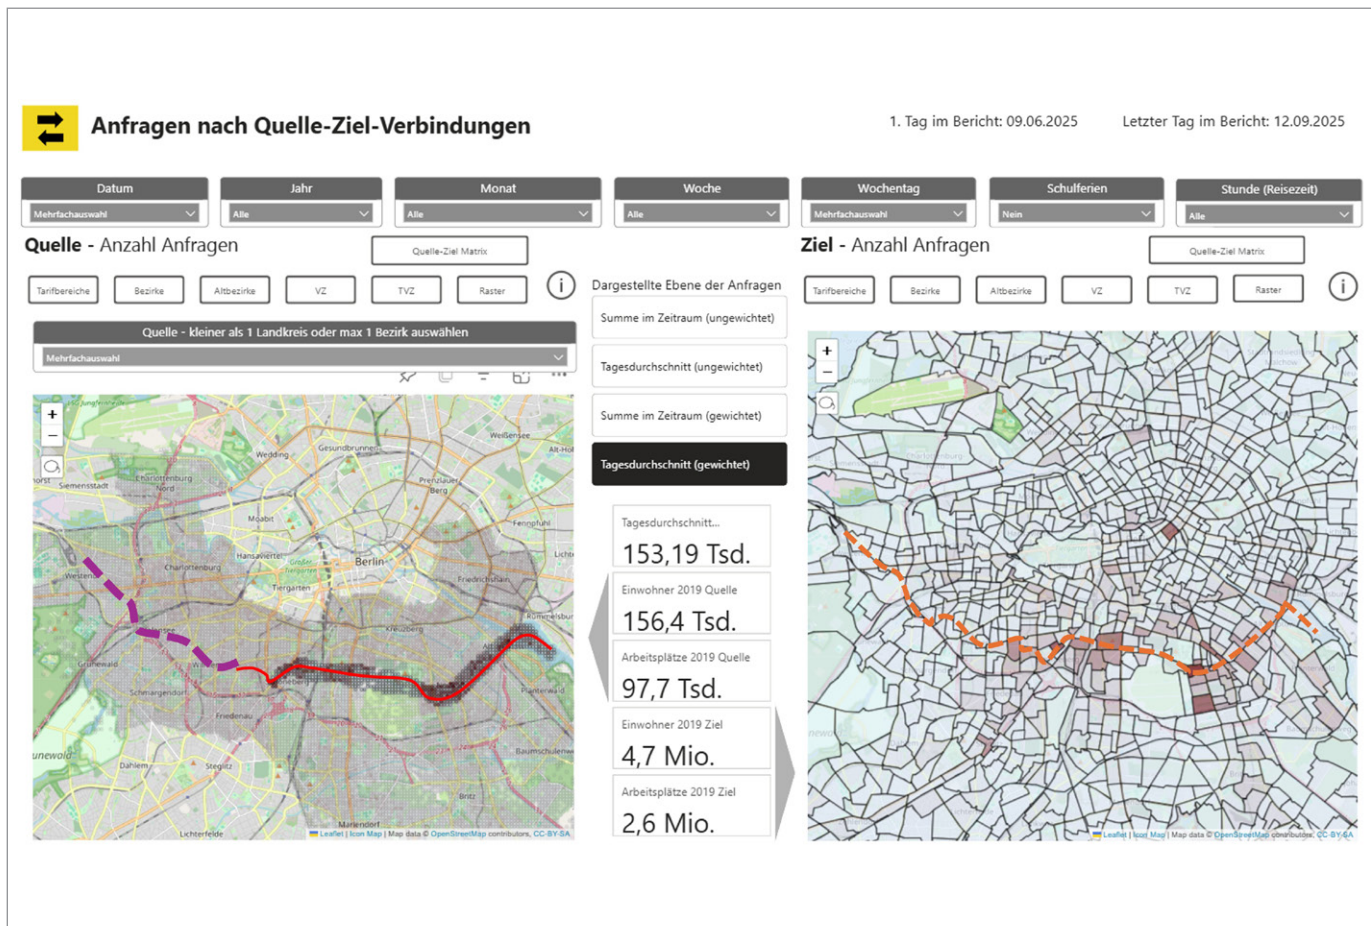 Anfragen nach Quelle-Ziel-Verbindungen
1. Tag im Bericht: 09.06.2025
Letzter Tag im Bericht: 12.09.2025
Datum
Jahr
Monat
Woche
Wochentag
Schulferien
Stunde (Reisezeit)
Mehrfachauswahl
Alle
Alle
Alle
Mehrfachauswahl
Nein
Alle
Quelle - Anzahl Anfragen
Quelle-Ziel Matrix
Tarifbereiche
Bezirke
Altbezirke
VZ
TVZ
Raster
i
Quelle - kleiner als 1 Landkreis oder max 1 Bezirk auswählen
Mehrfachauswahl
+
−
Weißensee
Gesundbrunnen
Wedding
Siemensstadt
Charlottenburg
Nord
Prenzlauer
Berg
Moabit
Fennpfuhl
Hansaviertel
Berlin
Charlottenburg
Großer
Tiergarten
Tiergarten
Westend
Friedrichshain
Rummelsburg
Kreuzberg
Grunewald
Schmargendorf
Planterwald
Friedenau
Dahlem
Steglitz
Britz
Mariendorf
Lichterfelde
Leaflet | Icon Map | Map data © OpenStreetMap contributors, CC-BY-SA
Dargestellte Ebene der Anfragen
Summe im Zeitraum (ungewichtet)
Tagesdurchschnitt (ungewichtet)
Summe im Zeitraum (gewichtet)
Tagesdurchschnitt (gewichtet)
Tagesdurchschnitt...
153,19 Tsd.
Einwohner 2019 Quelle
156,4 Tsd.
Arbeitsplätze 2019 Quelle
97,7 Tsd.
Einwohner 2019 Ziel
4,7 Mio.
Arbeitsplätze 2019 Ziel
2,6 Mio.
Ziel - Anzahl Anfragen
Quelle-Ziel Matrix
Tarifbereiche
Bezirke
Altbezirke
VZ
TVZ
Raster
i
+
−
Leaflet | Icon Map | Map data © OpenStreetMap contributors, CC-BY-SA